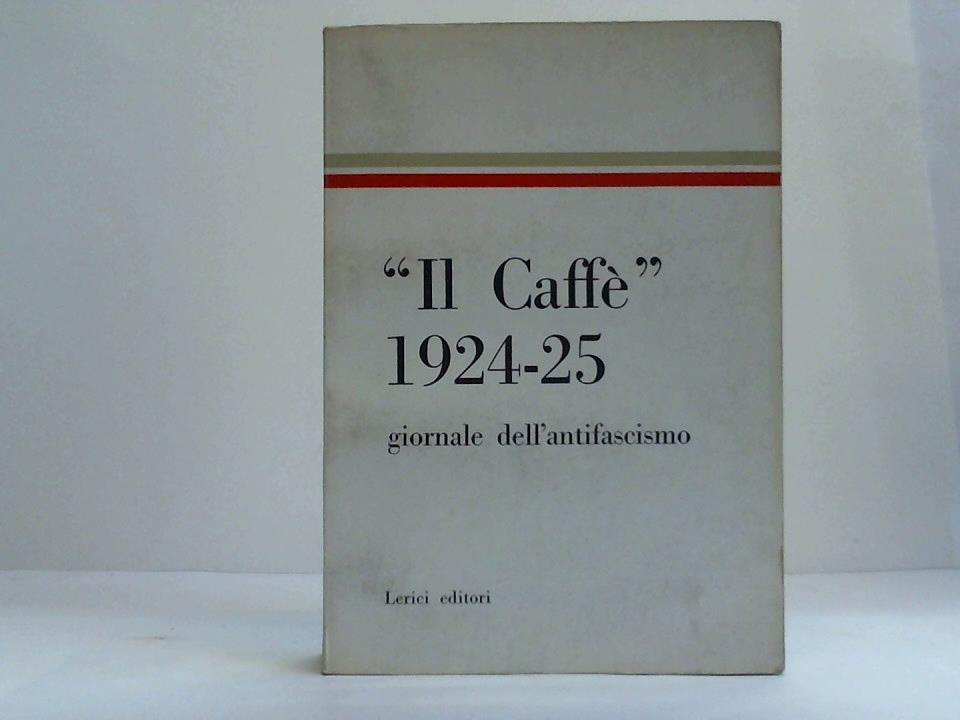 “Il Caffè”
1924-25
giornale dell’antifascismo
Lerici editori